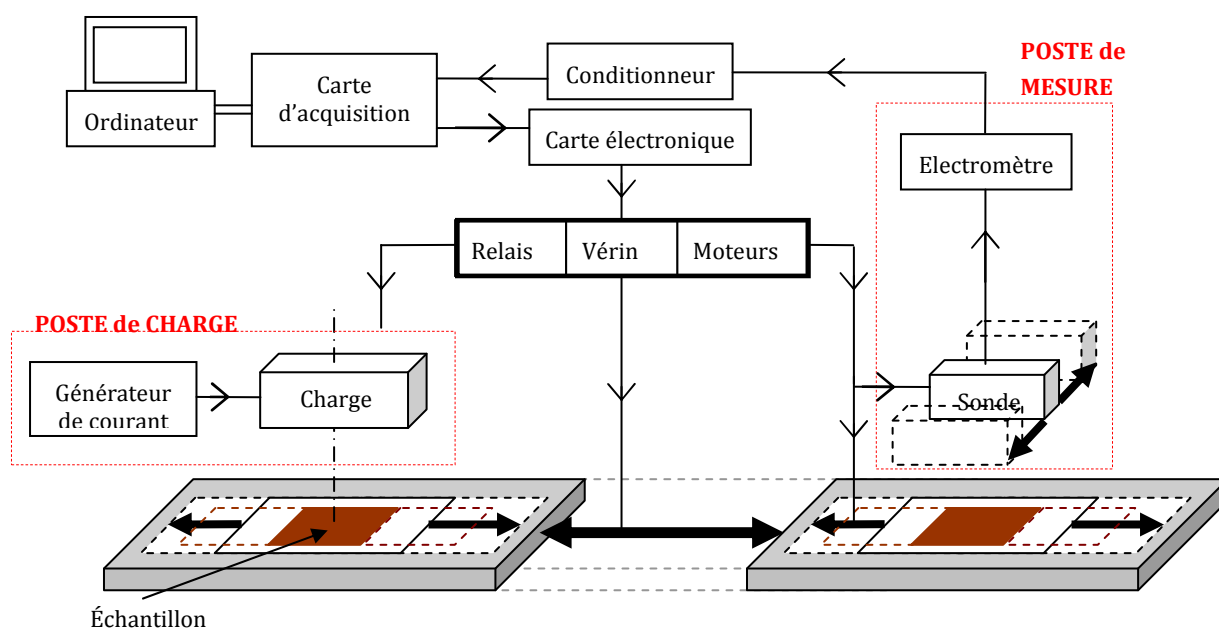 POSTE de
MESURE
Conditionneur
Carte
d'acquisition
Ordinateur
Carte électronique
Electromètre
Relais
Vérin
Moteurs
POSTE de CHARGE
Générateur
de courant
Charge
Sonde
Échantillon